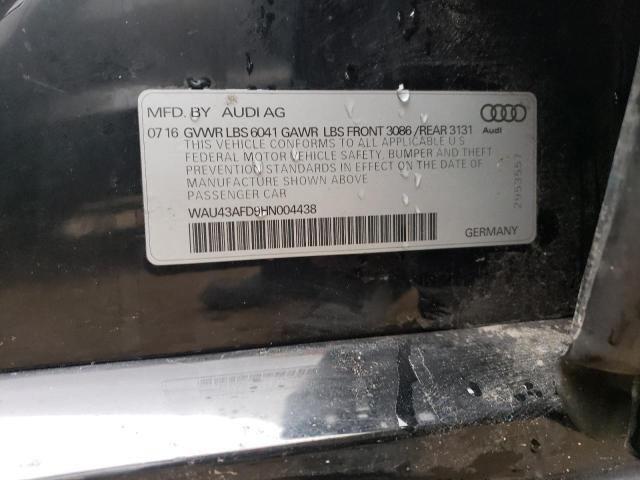 MFD. BY AUDI AG
07 16 GVWR LBS 6041 GAWR LBS FRONT 3086 /REAR 3131
Audi
THIS VEHICLE CONFORMS TO ALL APPLICABLE U S
FEDERAL MOTOR VEHICLE SAFETY, BUMPER AND THEFT
PREVENTION STANDARDS IN EFFECT ON THE DATE OF
MANUFACTURE SHOWN ABOVE
PASSENGER CAR
2953557
WAU43AFD9HN004438
GERMANY